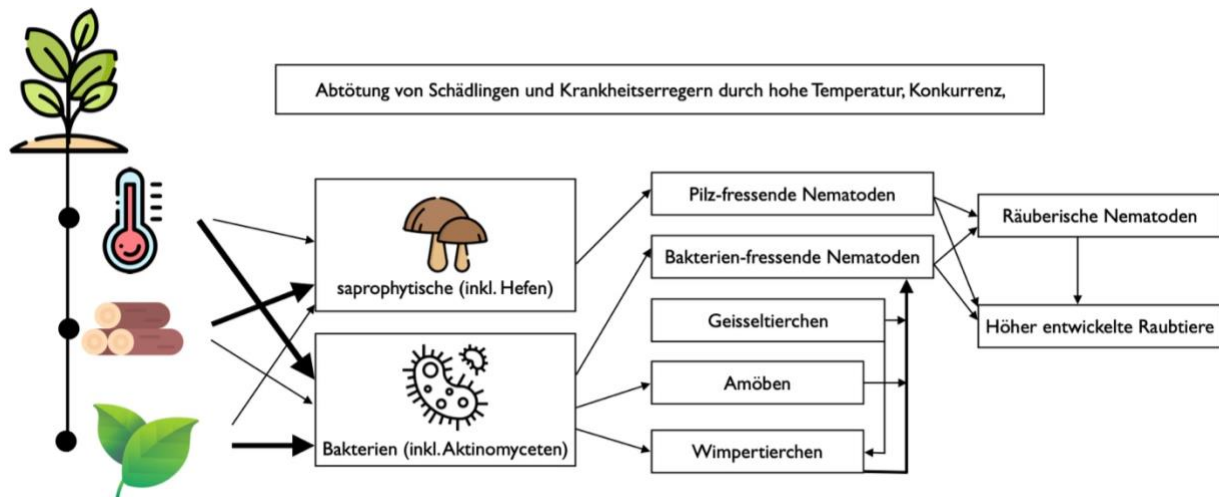 Abtötung von Schädlingen und Krankheitserregern durch hohe Temperatur, Konkurrenz,
saprophytische (inkl. Hefen)
Bakterien (inkl. Aktinomyceten)
Pilz-fressende Nematoden
Bakterien-fressende Nematoden
Geisseltierchen
Amöben
Wimpertierchen
Räuberische Nematoden
Höher entwickelte Raubtiere